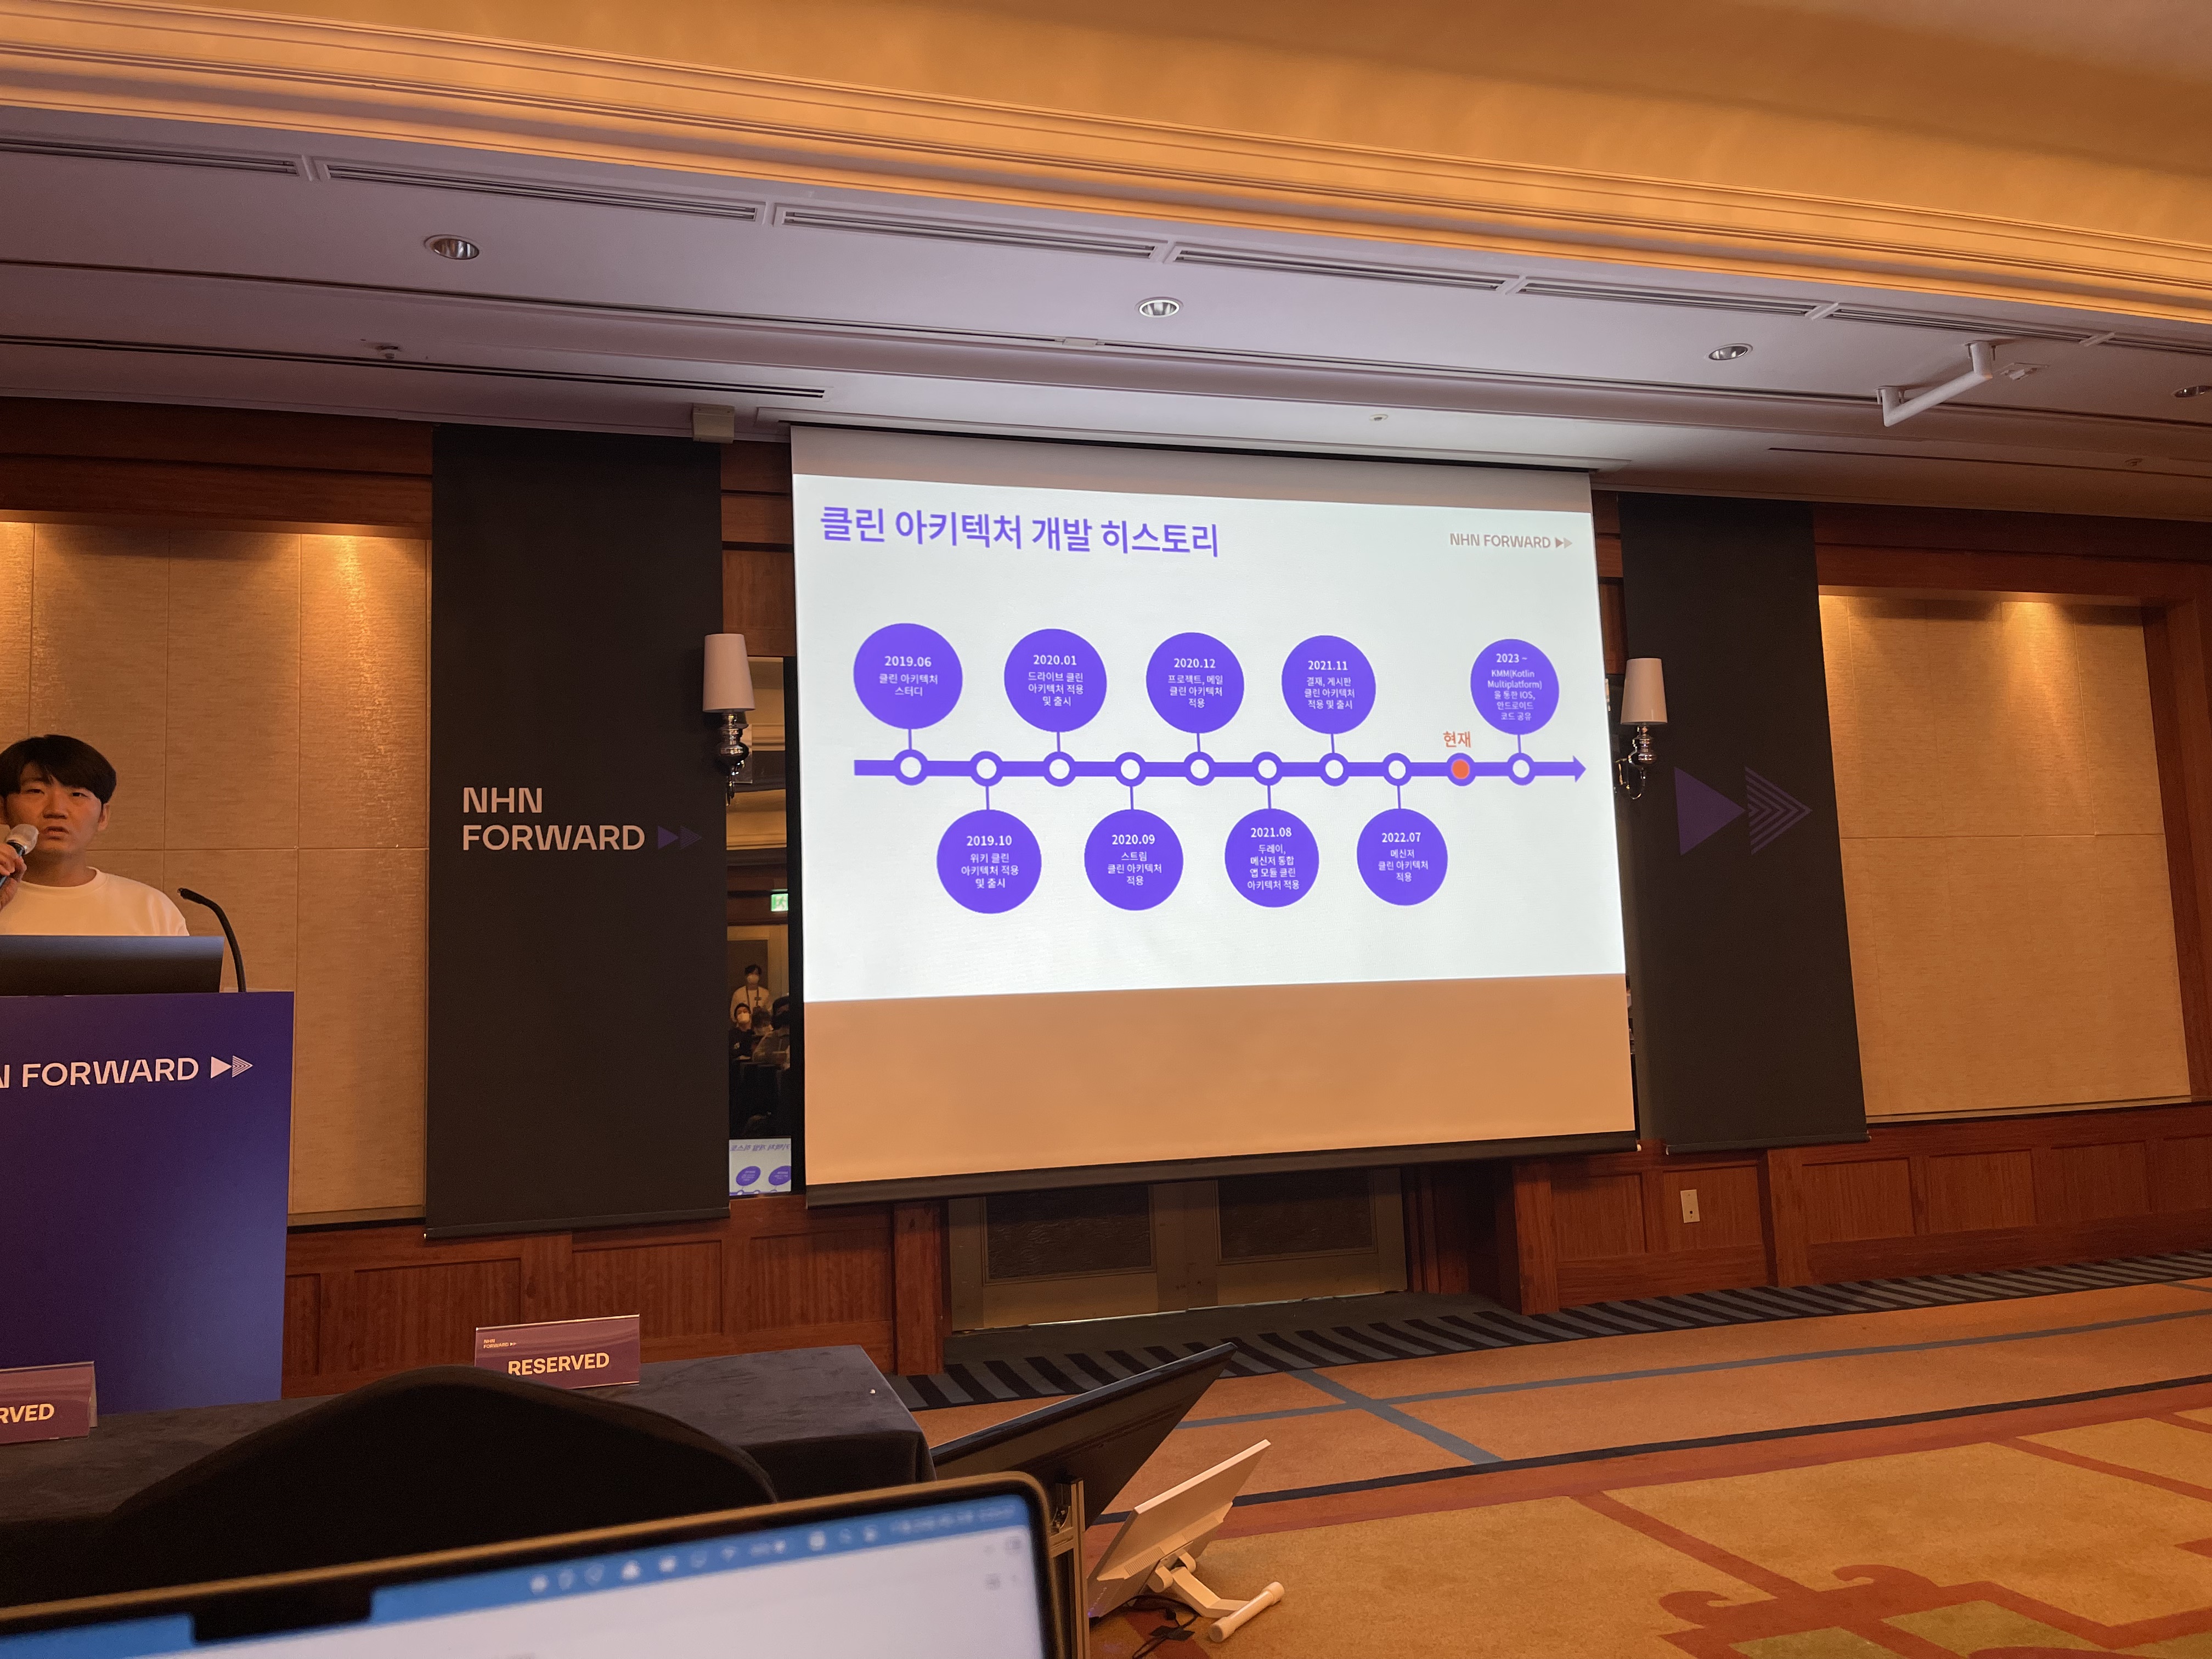 클린 아키텍처 개발 히스토리
NHN FORWARD
2019.06
클린 아키텍처
스터디
2019.10
위키 클린
아키텍처 적용
및 출시
2020.01
드라이브 클린
아키텍처 적용
및 출시
2020.09
스트림
클린 아키텍처
적용
2020.12
프로젝트, 메일
클린 아키텍처
적용
2021.08
두레이,
메신저 통합
앱 모듈 클린
아키텍처 적용
2021.11
결재, 게시판
클린 아키텍처
적용 및 출시
2022.07
메신저
클린 아키텍처
적용
현재
2023 ~
KMM(Kotlin
Multiplatform)
을 통한 IOS,
안드로이드
코드 공유
NHN
FORWARD
N FORWARD
NHN
FORWARD
RESERVED
RVED